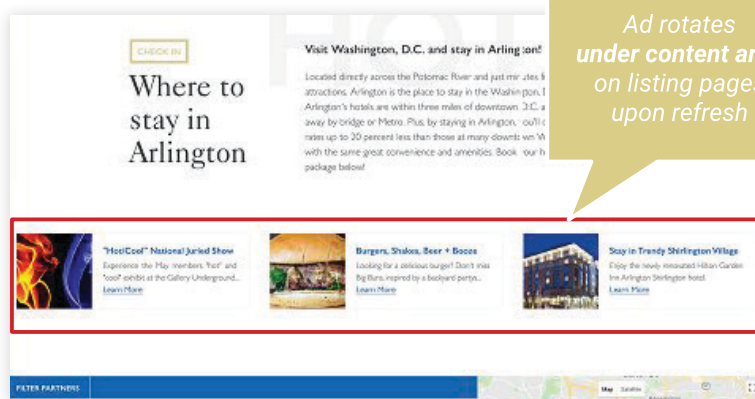 HOT
Ad rotates
under content
on listing pages
upon refresh
CHECK IN
Where to
stay in
Arlington
Visit Washington, D.C. and stay in Arlington!
Located directly across the Potomac River and just minutes
attractions. Arlington is the place to stay in the Washington,
Arlington's hotels are within three miles of downtown D.C. a
away by bridge or Metro. Plus, by staying in Arlington, you'll
rates up to 20 percent less than those at many downtown
with the same great convenience and amenities. Book your h
package below!
"Hot/Cool" National Juried Show
Experience the May members "hot" and
"cool" exhibit at the Gallery Underground...
Learn More
Burgers, Shakes, Beer + Booze
Looking for a delicious burger? Don't miss
Big Buns, inspired by a backyard party...
Learn More
Stay in Trendy Shirlington Village
Enjoy the newly renovated Hilton Garden
Inn Arlington Shirlington hotel.
Learn More
FILTER PARTNERS
Map Satellite